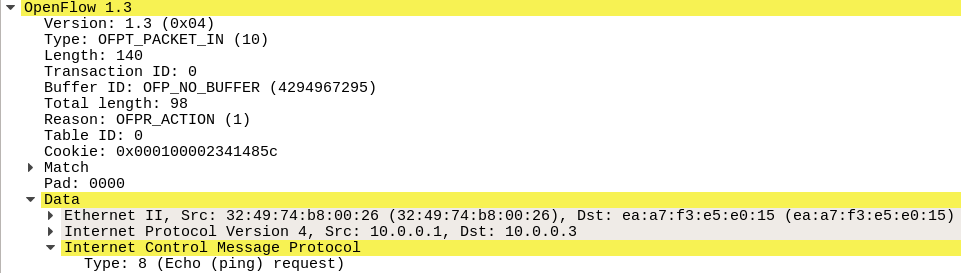 OpenFlow 1.3
Version: 1.3 (0x04)
Type: OFPT_PACKET_IN (10)
Length: 140
Transaction ID: 0
Buffer ID: OFP_NO_BUFFER (4294967295)
Total length: 98
Reason: OFPR_ACTION (1)
Table ID: 0
Cookie: 0x000100002341485c
Match
Pad: 0000
Data
Ethernet II, Src: 32:49:74:b8:00:26 (32:49:74:b8:00:26), Dst: ea:a7:f3:e5:e0:15 (ea:a7:f3:e5:e0:15)
Internet Protocol Version 4, Src: 10.0.0.1, Dst: 10.0.0.3
Internet Control Message Protocol
Type: 8 (Echo (ping) request)